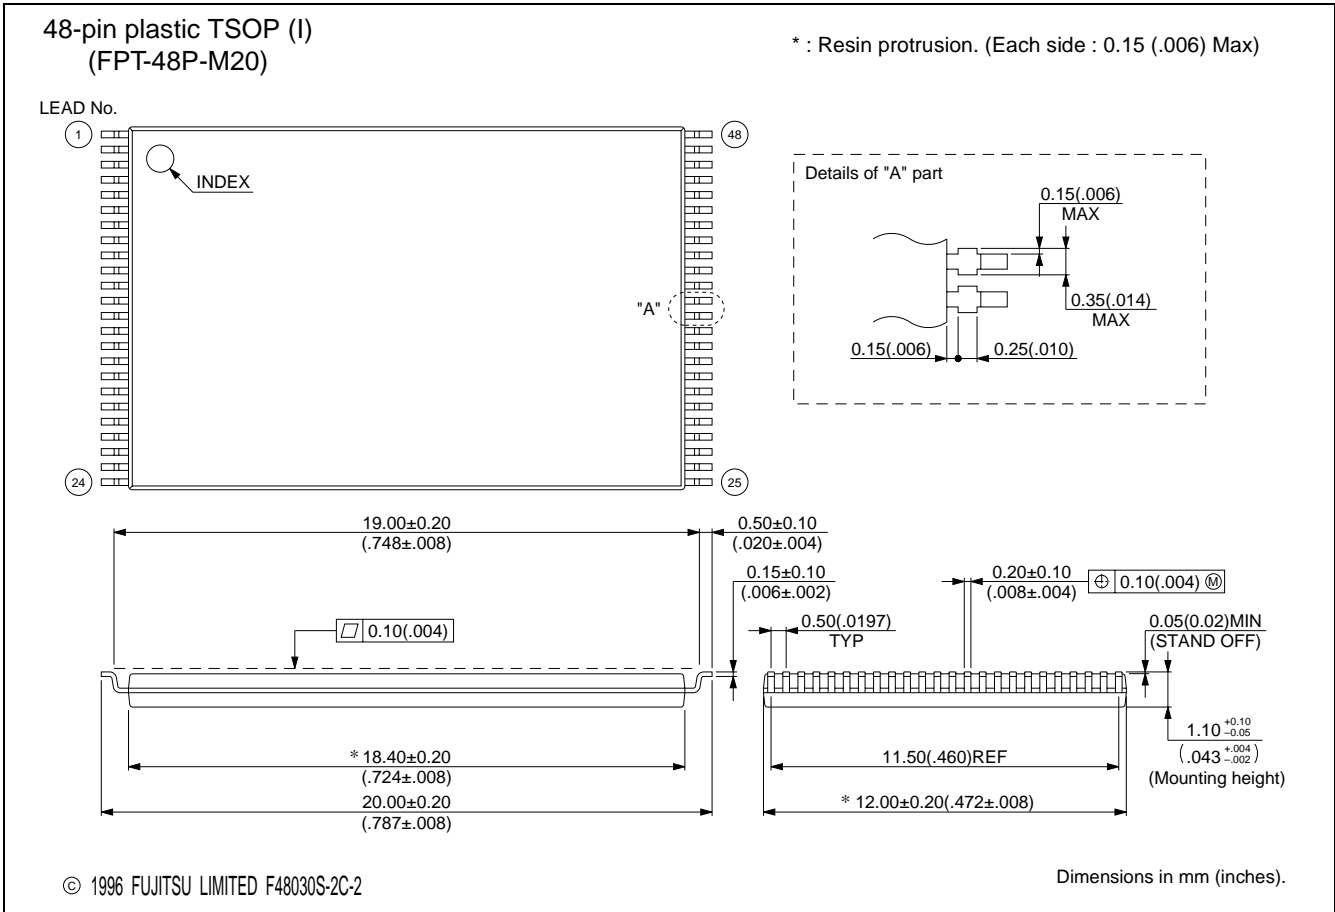 48-pin plastic TSOP (I)
(FPT-48P-M20)
* : Resin protrusion. (Each side : 0.15 (.006) Max)
LEAD No.
1
48
INDEX
"A"
24
25
Details of "A" part
0.15(.006)
MAX
0.35(.014)
MAX
0.15(.006)
0.25(.010)
19.00±0.20
(.748±.008)
0.50±0.10
(.020±.004)
0.15±0.10
(.006±.002)
0.10(.004)
* 18.40±0.20
(.724±.008)
20.00±0.20
(.787±.008)
0.20±0.10
(.008±.004)
⌖ 0.10(.004) Ⓜ
0.50(.0197)
TYP
0.05(0.02)MIN
(STAND OFF)
1.10 +0.10 −0.05
(.043 +.004 −.002)
(Mounting height)
11.50(.460)REF
* 12.00±0.20(.472±.008)
© 1996 FUJITSU LIMITED F48030S-2C-2
Dimensions in mm (inches).